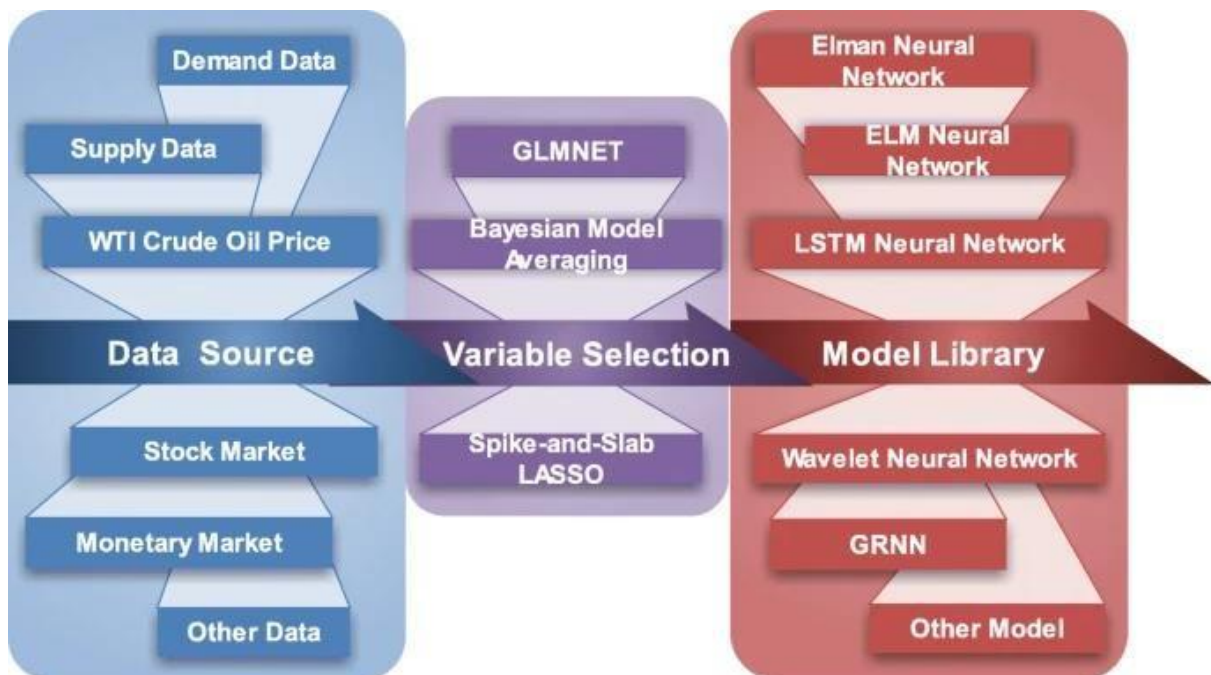 Demand Data
Supply Data
WTI Crude Oil Price
Data Source
Stock Market
Monetary Market
Other Data
GLMNET
Bayesian Model
Averaging
Variable Selection
Spike-and-Slab
LASSO
Elman Neural
Network
ELM Neural
Network
LSTM Neural Network
Model Library
Wavelet Neural Network
GRNN
Other Model